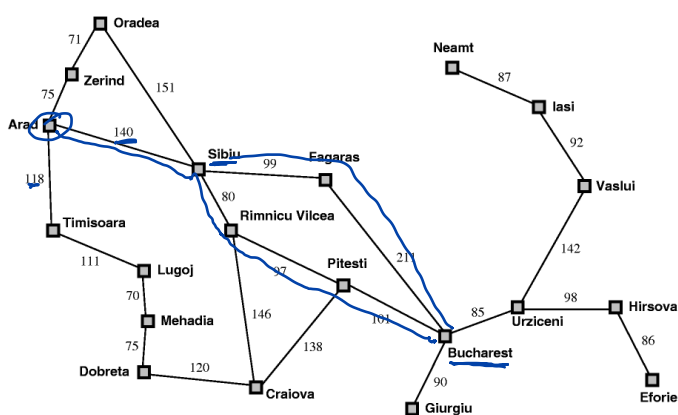 Oradea
Neamt
71
Zerind
87
151
75
Iasi
Arad
140
92
Sibiu
99
Fagaras
118
80
Vaslui
Timisoara
Rimnicu Vilcea
142
111
211
Lugoj
97
Pitesti
70
98
Hirsova
146
85
Mehadia
101
Urziceni
86
75
138
Bucharest
120
Dobreta
90
Craiova
Eforie
Giurgiu